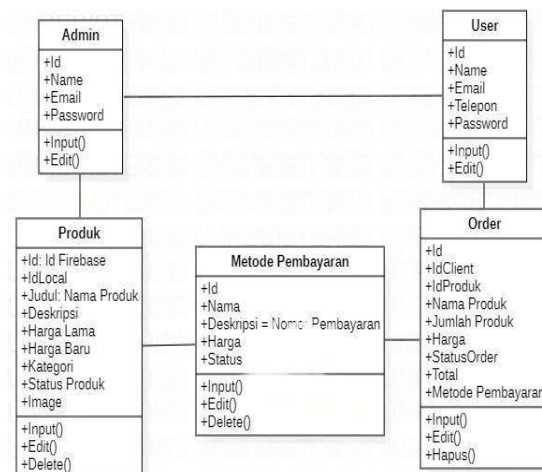 Admin
+Id
+Name
+Email
+Password
+Input()
+Edit()
User
+Id
+Name
+Email
+Telepon
+Password
+Input()
+Edit()
Produk
+Id: Id Firebase
+IdLocal
+Judul: Nama Produk
+Deskripsi
+Harga Lama
+Harga Baru
+Kategori
+Status Produk
+Image
+Input()
+Edit()
+Delete()
Metode Pembayaran
+Id
+Nama
+Deskripsi = Nomor Pembayaran
+Harga
+Status
+Input()
+Edit()
+Delete()
Order
+Id
+IdClient
+IdProduk
+Nama Produk
+Jumlah Produk
+Harga
+StatusOrder
+Total
+Metode Pembayaran
+Input()
+Edit()
+Hapus()